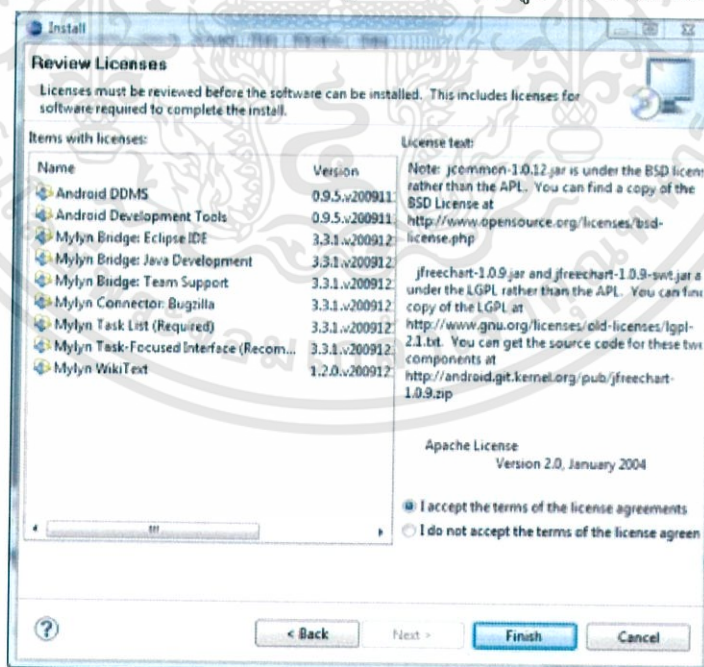 Install
Review Licenses
Licenses must be reviewed before the software can be installed. This includes licenses for
software required to complete the install.
Items with licenses:
Name Version
Android DDMS 0.9.5.v200911
Android Development Tools 0.9.5.v200911
Mylyn Bridge: Eclipse IDE 3.3.1.v200912
Mylyn Bridge: Java Development 3.3.1.v200912
Mylyn Bridge: Team Support 3.3.1.v200912
Mylyn Connector: Bugzilla 3.3.1.v200912
Mylyn Task List (Required) 3.3.1.v200912
Mylyn Task-Focused Interface (Recom... 3.3.1.v200912
Mylyn WikiText 1.2.0.v200912
License text:
Note: jcommon-1.0.12.jar is under the BSD licen
rather than the APL. You can find a copy of the
BSD License at
http://www.opensource.org/licenses/bsd-
license.php
jfreechart-1.0.9.jar and jfreechart-1.0.9-swt.jar a
under the LGPL rather than the APL. You can find
copy of the LGPL at
http://www.gnu.org/licenses/old-licenses/lgpl-
2.1.txt. You can get the source code for these two
components at
http://android.git.kernel.org/pub/jfreechart-
1.0.9.zip
Apache License
Version 2.0, January 2004
I accept the terms of the license agreements
I do not accept the terms of the license agreen
< Back Next > Finish Cancel